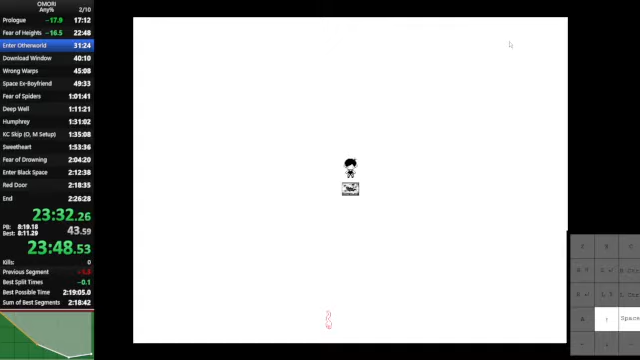 OMORI
Any% 2/10
Prologue -17.9 17:12
Fear of Heights -16.5 22:48
Enter Otherworld 31:24
Download Window 40:10
Wrong Warps 45:08
Space Ex-Boyfriend 49:33
Fear of Spiders 1:01:41
Deep Well 1:11:21
Humphrey 1:31:02
KC Skip (O, M Setup) 1:35:08
Sweetheart 1:53:36
Fear of Drowning 2:04:20
Enter Black Space 2:12:38
Red Door 2:18:35
End 2:26:28
23:32.26
PB: 8:19.18
Best: 8:11.29
43.59
23:48.53
Kills: 0
Previous Segment
Best Split Times -0.1
Best Possible Time 2:19:05.0
Sum of Best Segments 2:18:42
Space